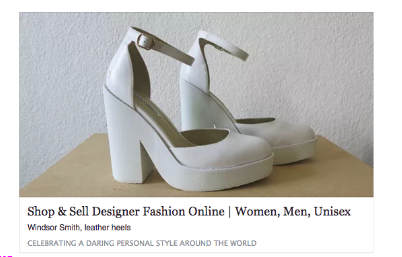 Shop & Sell Designer Fashion Online | Women, Men, Unisex
Windsor Smith, leather heels
CELEBRATING A DARING PERSONAL STYLE AROUND THE WORLD